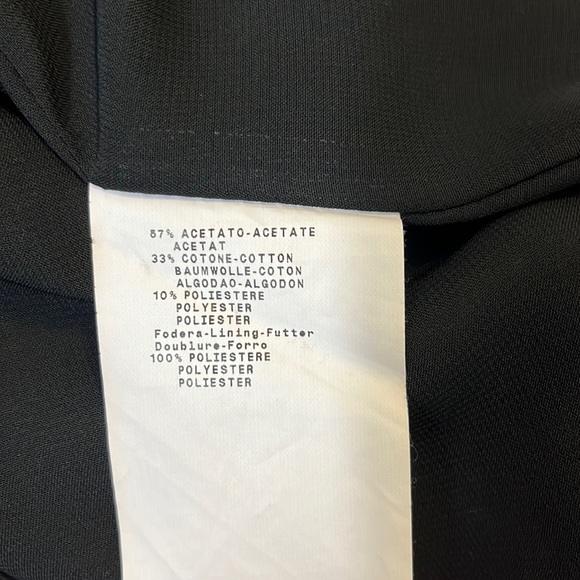 57% ACETATO-ACETATE
ACETAT
33% COTONE-COTTON
BAUMWOLLE-COTON
ALGODAO-ALGODON
10% POLIESTERE
POLYESTER
POLIESTER
Fodera-Lining-Futter
Doublure-Forro
100% POLIESTERE
POLYESTER
POLIESTER